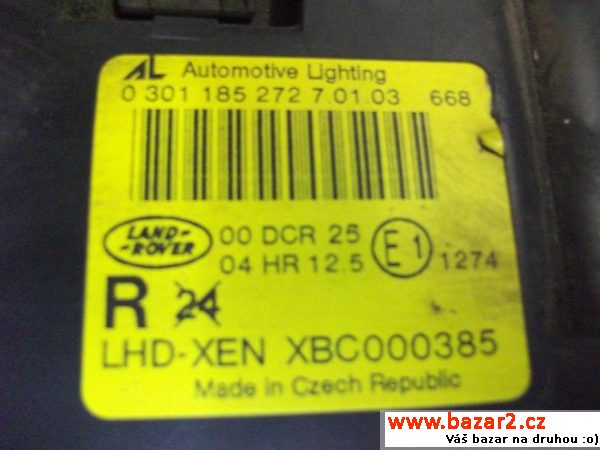 AL Automotive Lighting
0 301 185 272 7.01.03 668
LAND-
-ROVER
00 DCR 25
04 HR 12.5
E1
1274
R 24
LHD-XEN XBC000385
Made in Czech Republic
www.bazar2.cz
Váš bazar na druhou :o)